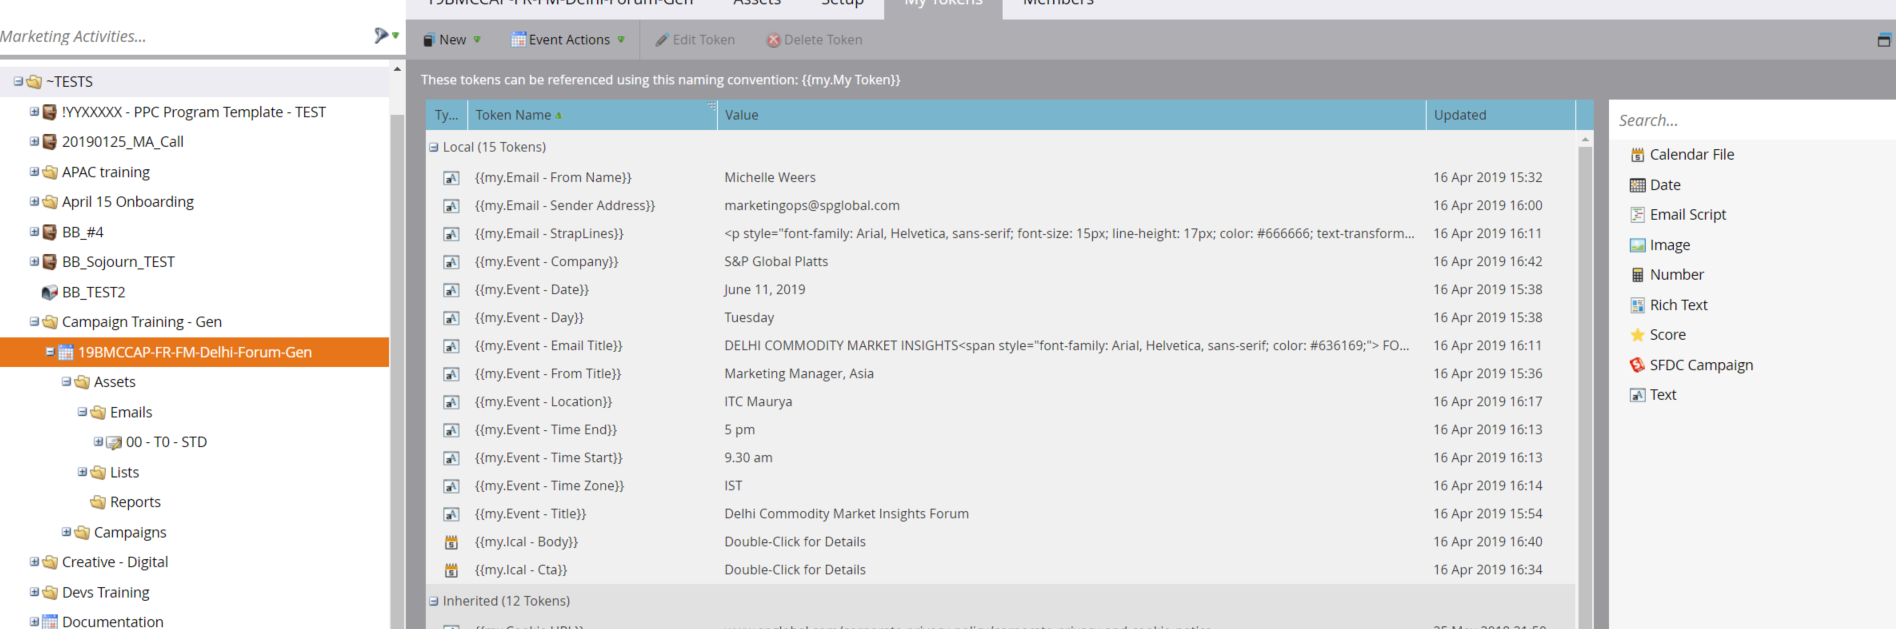 19BMCCAP-FR-FM-Delhi-Forum-Gen Assets Setup My Tokens Members
Marketing Activities...
New Event Actions Edit Token Delete Token
These tokens can be referenced using this naming convention: {{my.My Token}}
~TESTS
!YYXXXXX - PPC Program Template - TEST
20190125_MA_Call
APAC training
April 15 Onboarding
BB_#4
BB_Sojourn_TEST
BB_TEST2
Campaign Training - Gen
19BMCCAP-FR-FM-Delhi-Forum-Gen
Assets
Emails
00 - T0 - STD
Lists
Reports
Campaigns
Creative - Digital
Devs Training
Documentation
Ty... Token Name Value Updated
Local (15 Tokens)
{{my.Email - From Name}} Michelle Weers 16 Apr 2019 15:32
{{my.Email - Sender Address}} marketingops@spglobal.com 16 Apr 2019 16:00
{{my.Email - StrapLines}} <p style="font-family: Arial, Helvetica, sans-serif; font-size: 15px; line-height: 17px; color: #666666; text-transform... 16 Apr 2019 16:11
{{my.Event - Company}} S&P Global Platts 16 Apr 2019 16:42
{{my.Event - Date}} June 11, 2019 16 Apr 2019 15:38
{{my.Event - Day}} Tuesday 16 Apr 2019 15:38
{{my.Event - Email Title}} DELHI COMMODITY MARKET INSIGHTS<span style="font-family: Arial, Helvetica, sans-serif; color: #636169;"> FO... 16 Apr 2019 16:11
{{my.Event - From Title}} Marketing Manager, Asia 16 Apr 2019 15:36
{{my.Event - Location}} ITC Maurya 16 Apr 2019 16:17
{{my.Event - Time End}} 5 pm 16 Apr 2019 16:13
{{my.Event - Time Start}} 9.30 am 16 Apr 2019 16:13
{{my.Event - Time Zone}} IST 16 Apr 2019 16:14
{{my.Event - Title}} Delhi Commodity Market Insights Forum 16 Apr 2019 15:54
{{my.Ical - Body}} Double-Click for Details 16 Apr 2019 16:40
{{my.Ical - Cta}} Double-Click for Details 16 Apr 2019 16:34
Inherited (12 Tokens)
Search...
Calendar File
Date
Email Script
Image
Number
Rich Text
Score
SFDC Campaign
Text